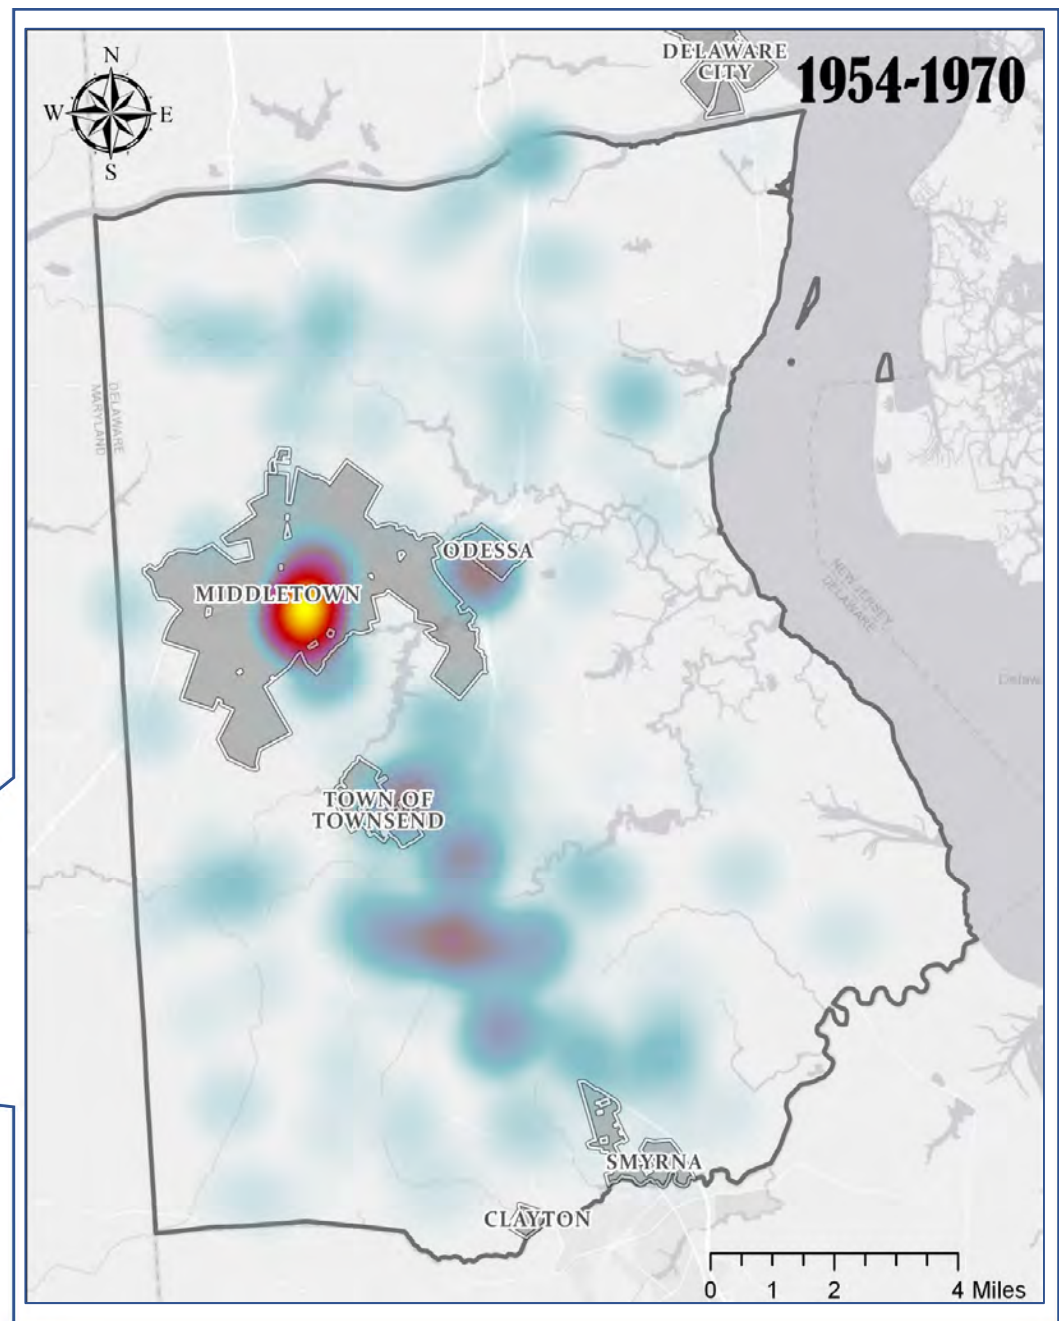 DELAWARE
CITY
1954-1970
N
W
E
S
DELAWARE
MARYLAND
ODESSA
MIDDLETOWN
NEW JERSEY
DELAWARE
Delaw
TOWN OF
TOWNSEND
SMYRNA
CLAYTON
0 1 2 4 Miles